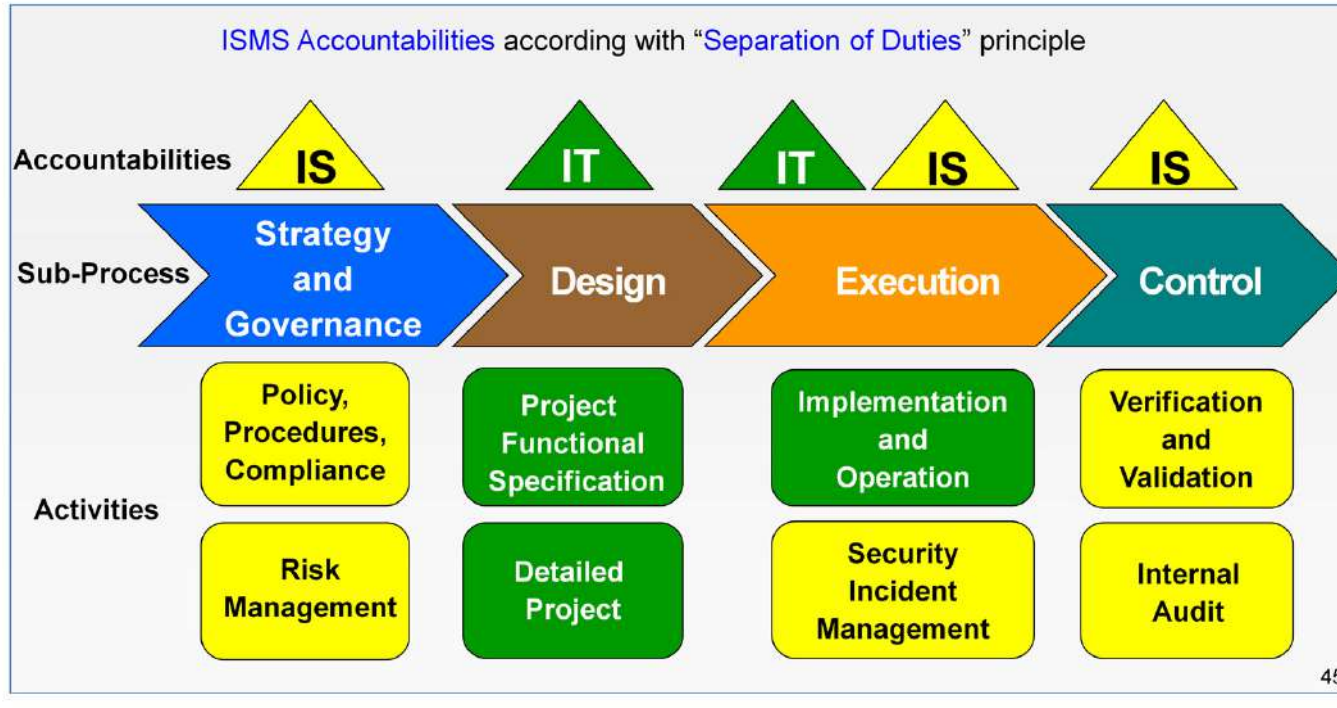 ISMS Accountabilities according with “Separation of Duties” principle
Accountabilities
IS
IT
IT
IS
IS
Sub-Process
Strategy
and
Governance
Design
Execution
Control
Activities
Policy,
Procedures,
Compliance
Project
Functional
Specification
Implementation
and
Operation
Verification
and
Validation
Risk
Management
Detailed
Project
Security
Incident
Management
Internal
Audit
45